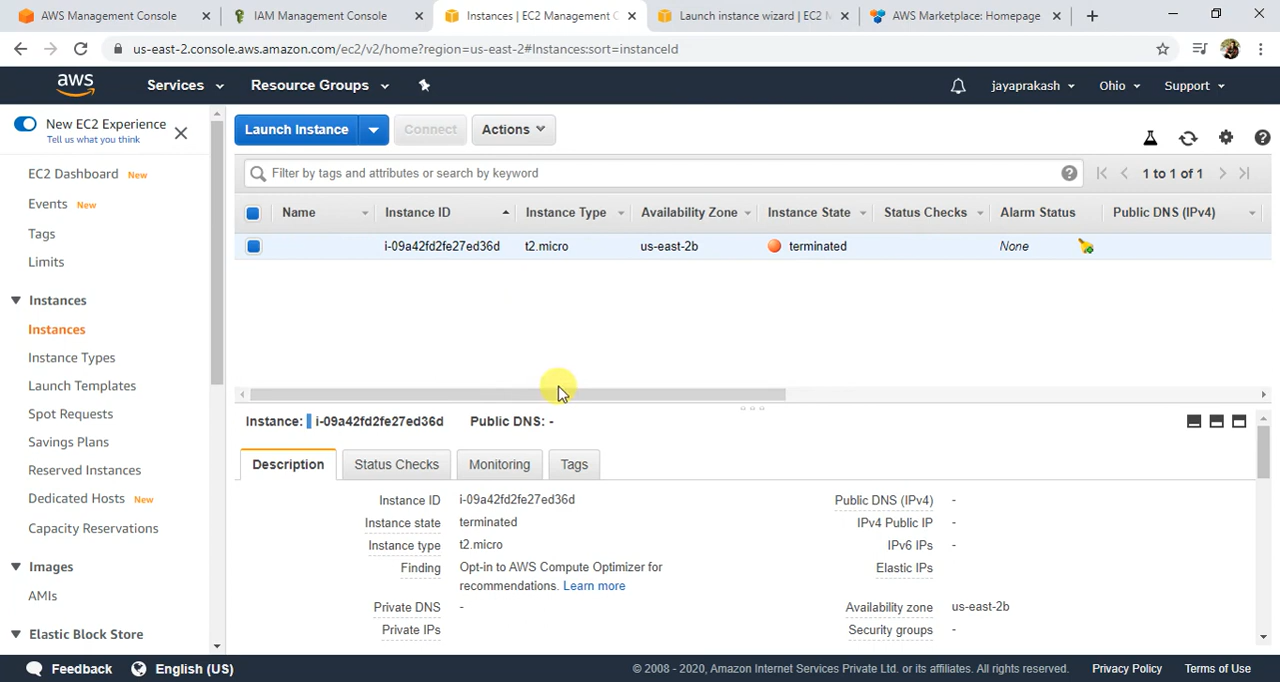 AWS Management Console
IAM Management Console
Instances | EC2 Management C
Launch instance wizard | EC2 M
AWS Marketplace: Homepage
us-east-2.console.aws.amazon.com/ec2/v2/home?region=us-east-2#Instances:sort=instanceId
aws Services Resource Groups jayaprakash Ohio Support
New EC2 Experience
Tell us what you think
EC2 Dashboard New
Events New
Tags
Limits
Instances
Instances
Instance Types
Launch Templates
Spot Requests
Savings Plans
Reserved Instances
Dedicated Hosts New
Capacity Reservations
Images
AMIs
Elastic Block Store
Launch Instance Connect Actions
Filter by tags and attributes or search by keyword
1 to 1 of 1
Name Instance ID Instance Type Availability Zone Instance State Status Checks Alarm Status Public DNS (IPv4)
i-09a42fd2fe27ed36d t2.micro us-east-2b terminated None
Instance: i-09a42fd2fe27ed36d Public DNS: -
Description Status Checks Monitoring Tags
Instance ID i-09a42fd2fe27ed36d
Instance state terminated
Instance type t2.micro
Finding Opt-in to AWS Compute Optimizer for
recommendations. Learn more
Private DNS -
Private IPs
Public DNS (IPv4) -
IPv4 Public IP -
IPv6 IPs -
Elastic IPs
Availability zone us-east-2b
Security groups -
Feedback English (US)
© 2008 - 2020, Amazon Internet Services Private Ltd. or its affiliates. All rights reserved. Privacy Policy Terms of Use